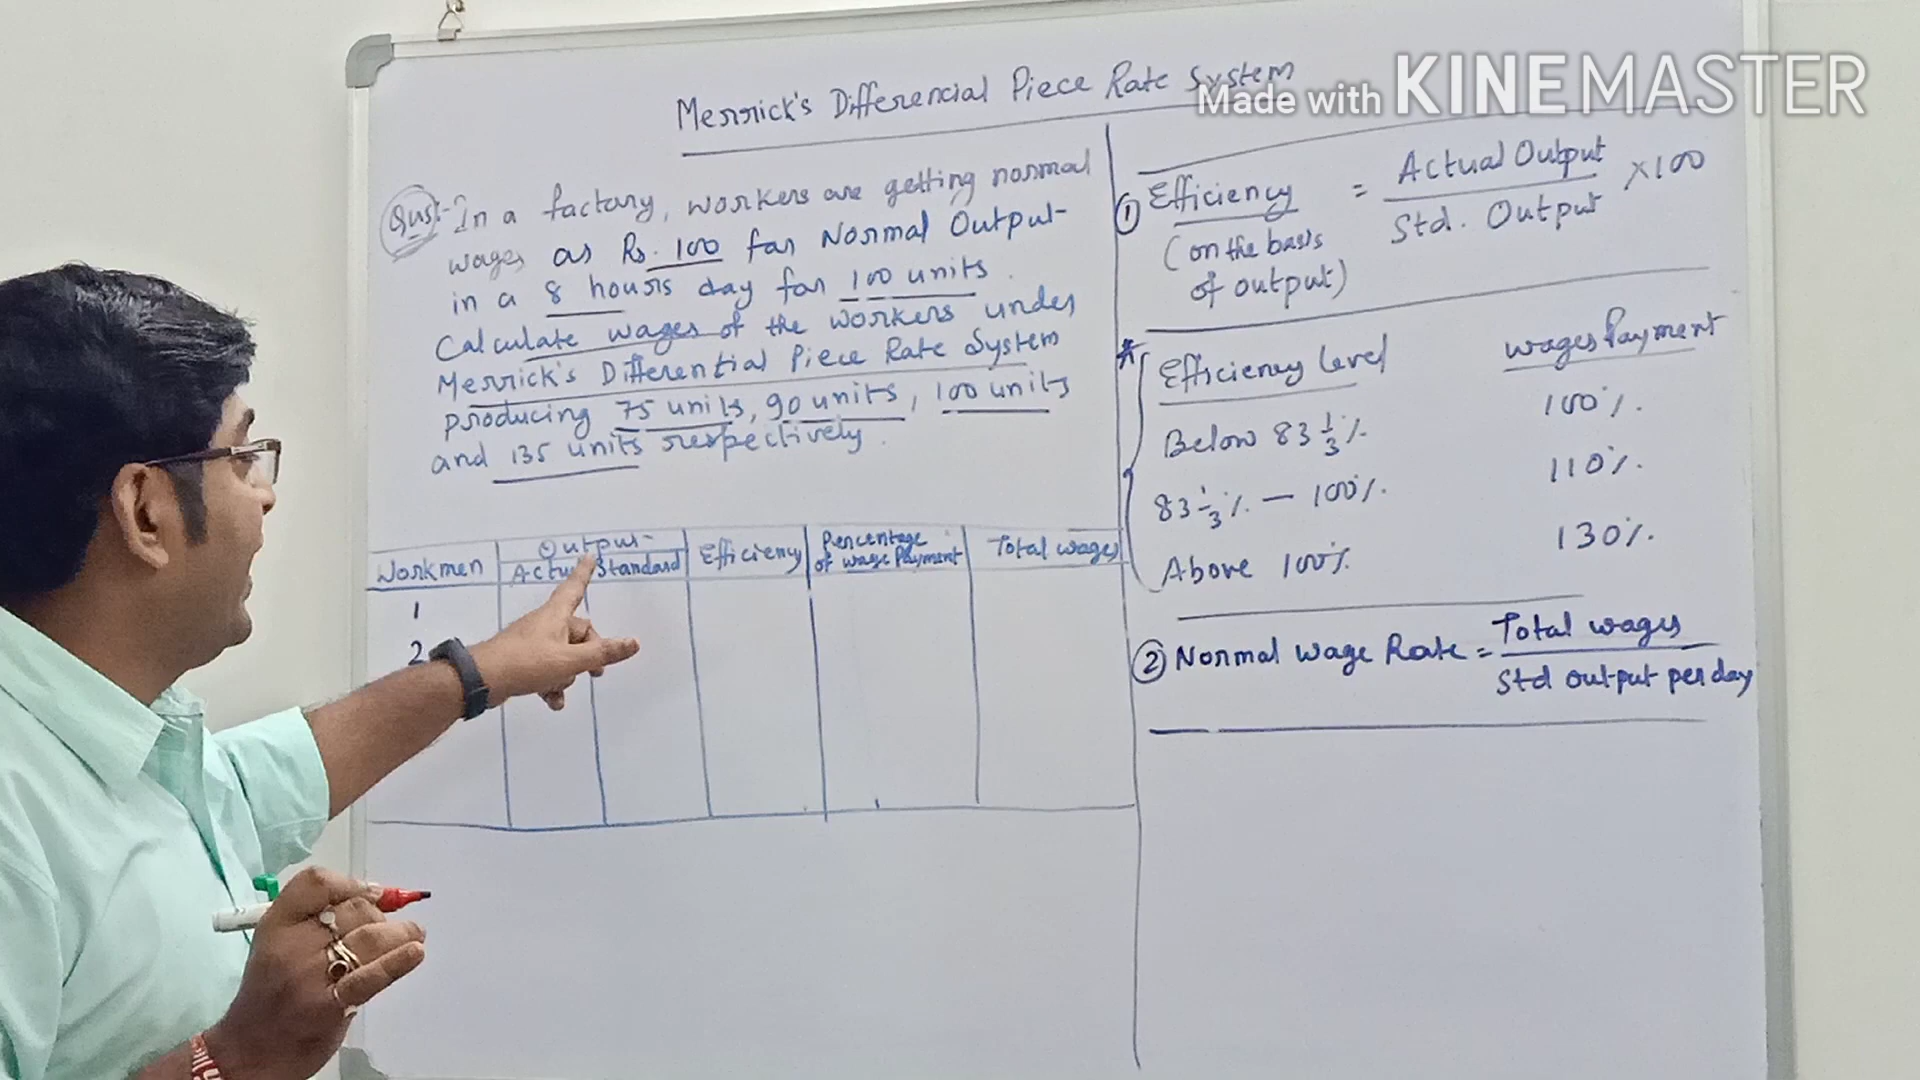 Merrick's Differencial Piece Rate System
Made with KINEMASTER
Qus:- In a factory, workers are getting normal
wages as Rs. 100 for Normal Output
in a 8 hours day for 100 units.
Calculate wages of the workers under
Merrick's Differential Piece Rate System
producing 75 units, 90 units, 100 units
and 135 units respectively.
Workmen
Output
Actual Standard
Efficiency
Percentage
of wage Payment
Total wages
1
2
① Efficiency = Actual Output / Std. Output × 100
(on the basis
of output)
* Efficiency Level wages Payment
Below 83 1/3 % 100%.
83 1/3 % — 100%. 110%.
Above 100%. 130%.
② Normal wage Rate = Total wages / Std output per day